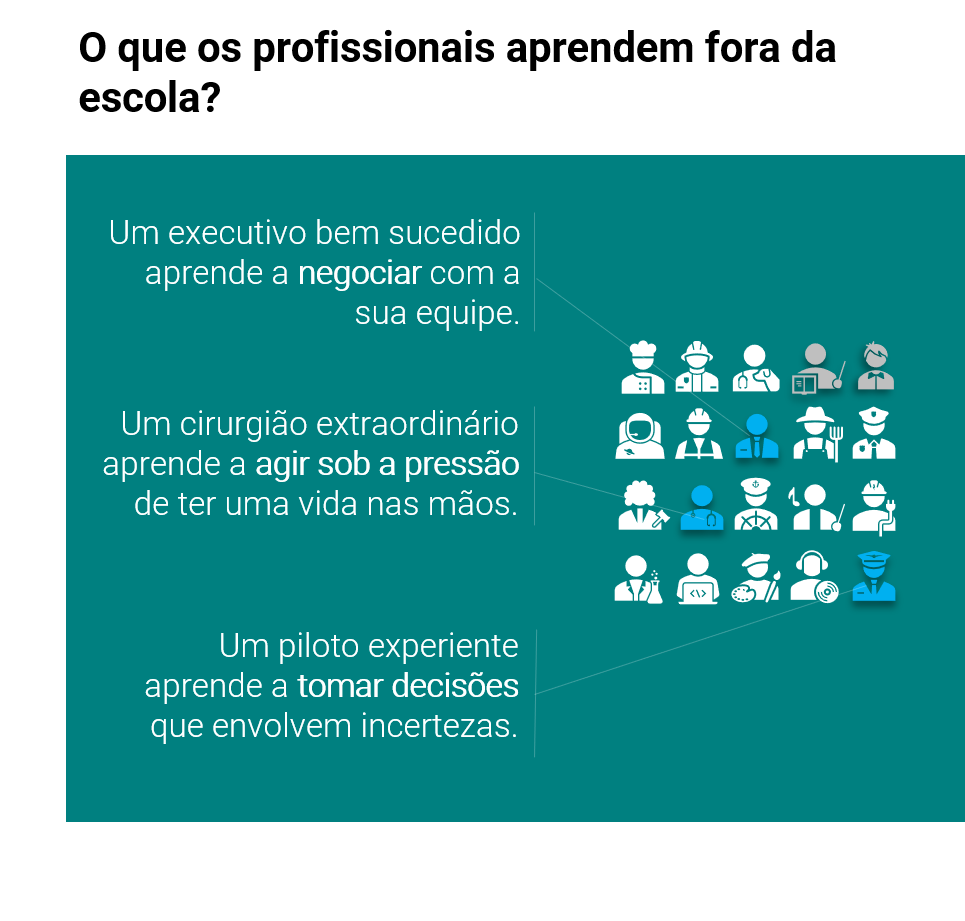 O que os profissionais aprendem fora da
escola?
Um executivo bem sucedido
aprende a negociar com a
sua equipe.
Um cirurgião extraordinário
aprende a agir sob a pressão
de ter uma vida nas mãos.
Um piloto experiente
aprende a tomar decisões
que envolvem incertezas.